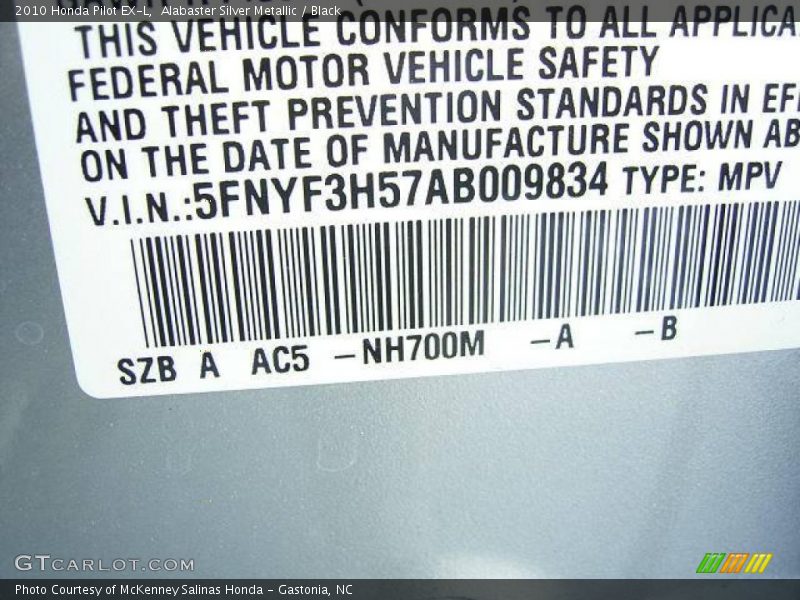 2010 Honda Pilot EX-L, Alabaster Silver Metallic / Black
THIS VEHICLE CONFORMS TO ALL APPLICA
FEDERAL MOTOR VEHICLE SAFETY
AND THEFT PREVENTION STANDARDS IN EFF
ON THE DATE OF MANUFACTURE SHOWN AB
V.I.N.:5FNYF3H57AB009834 TYPE: MPV
SZB A AC5 -NH700M -A -B
GTCARLOT.COM
Photo Courtesy of McKenney Salinas Honda - Gastonia, NC